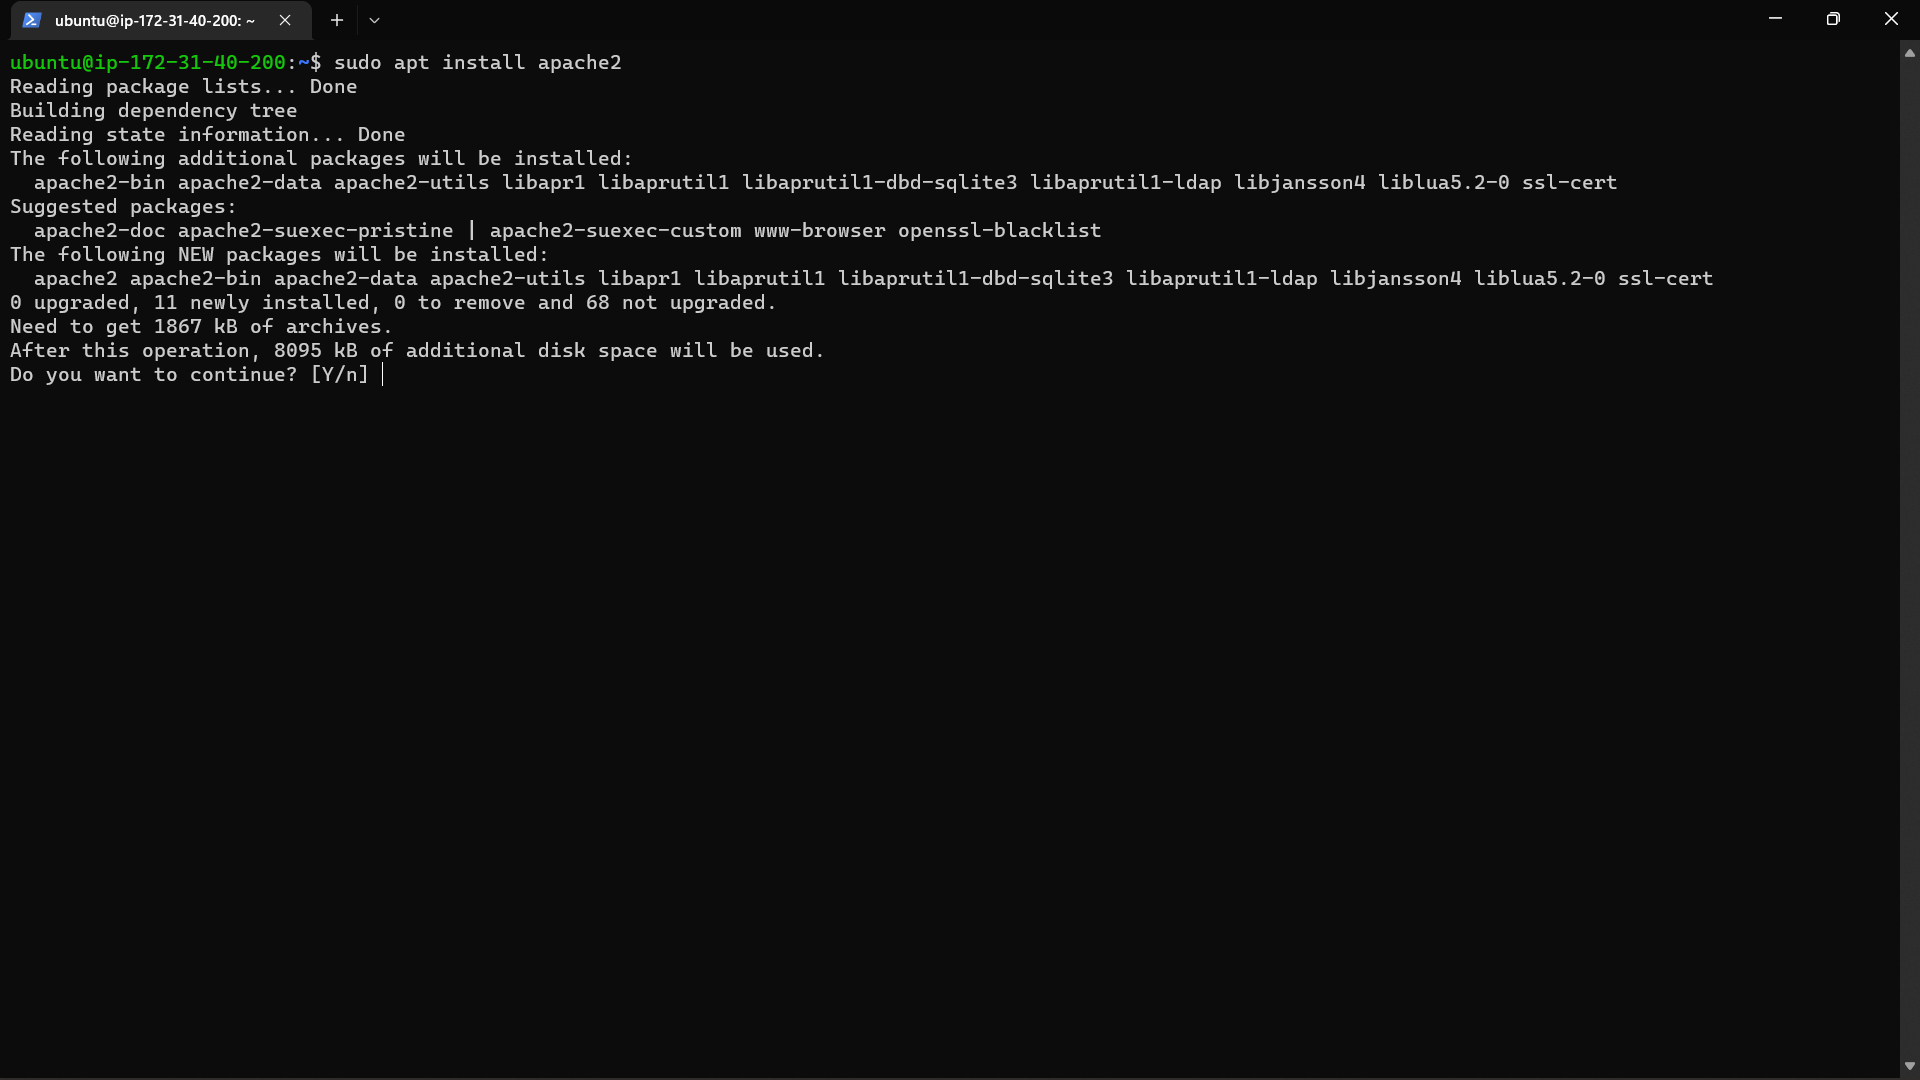 ubuntu@ip-172-31-40-200: ~
ubuntu@ip-172-31-40-200:~$ sudo apt install apache2
Reading package lists... Done
Building dependency tree
Reading state information... Done
The following additional packages will be installed:
  apache2-bin apache2-data apache2-utils libapr1 libaprutil1 libaprutil1-dbd-sqlite3 libaprutil1-ldap libjansson4 liblua5.2-0 ssl-cert
Suggested packages:
  apache2-doc apache2-suexec-pristine | apache2-suexec-custom www-browser openssl-blacklist
The following NEW packages will be installed:
  apache2 apache2-bin apache2-data apache2-utils libapr1 libaprutil1 libaprutil1-dbd-sqlite3 libaprutil1-ldap libjansson4 liblua5.2-0 ssl-cert
0 upgraded, 11 newly installed, 0 to remove and 68 not upgraded.
Need to get 1867 kB of archives.
After this operation, 8095 kB of additional disk space will be used.
Do you want to continue? [Y/n]